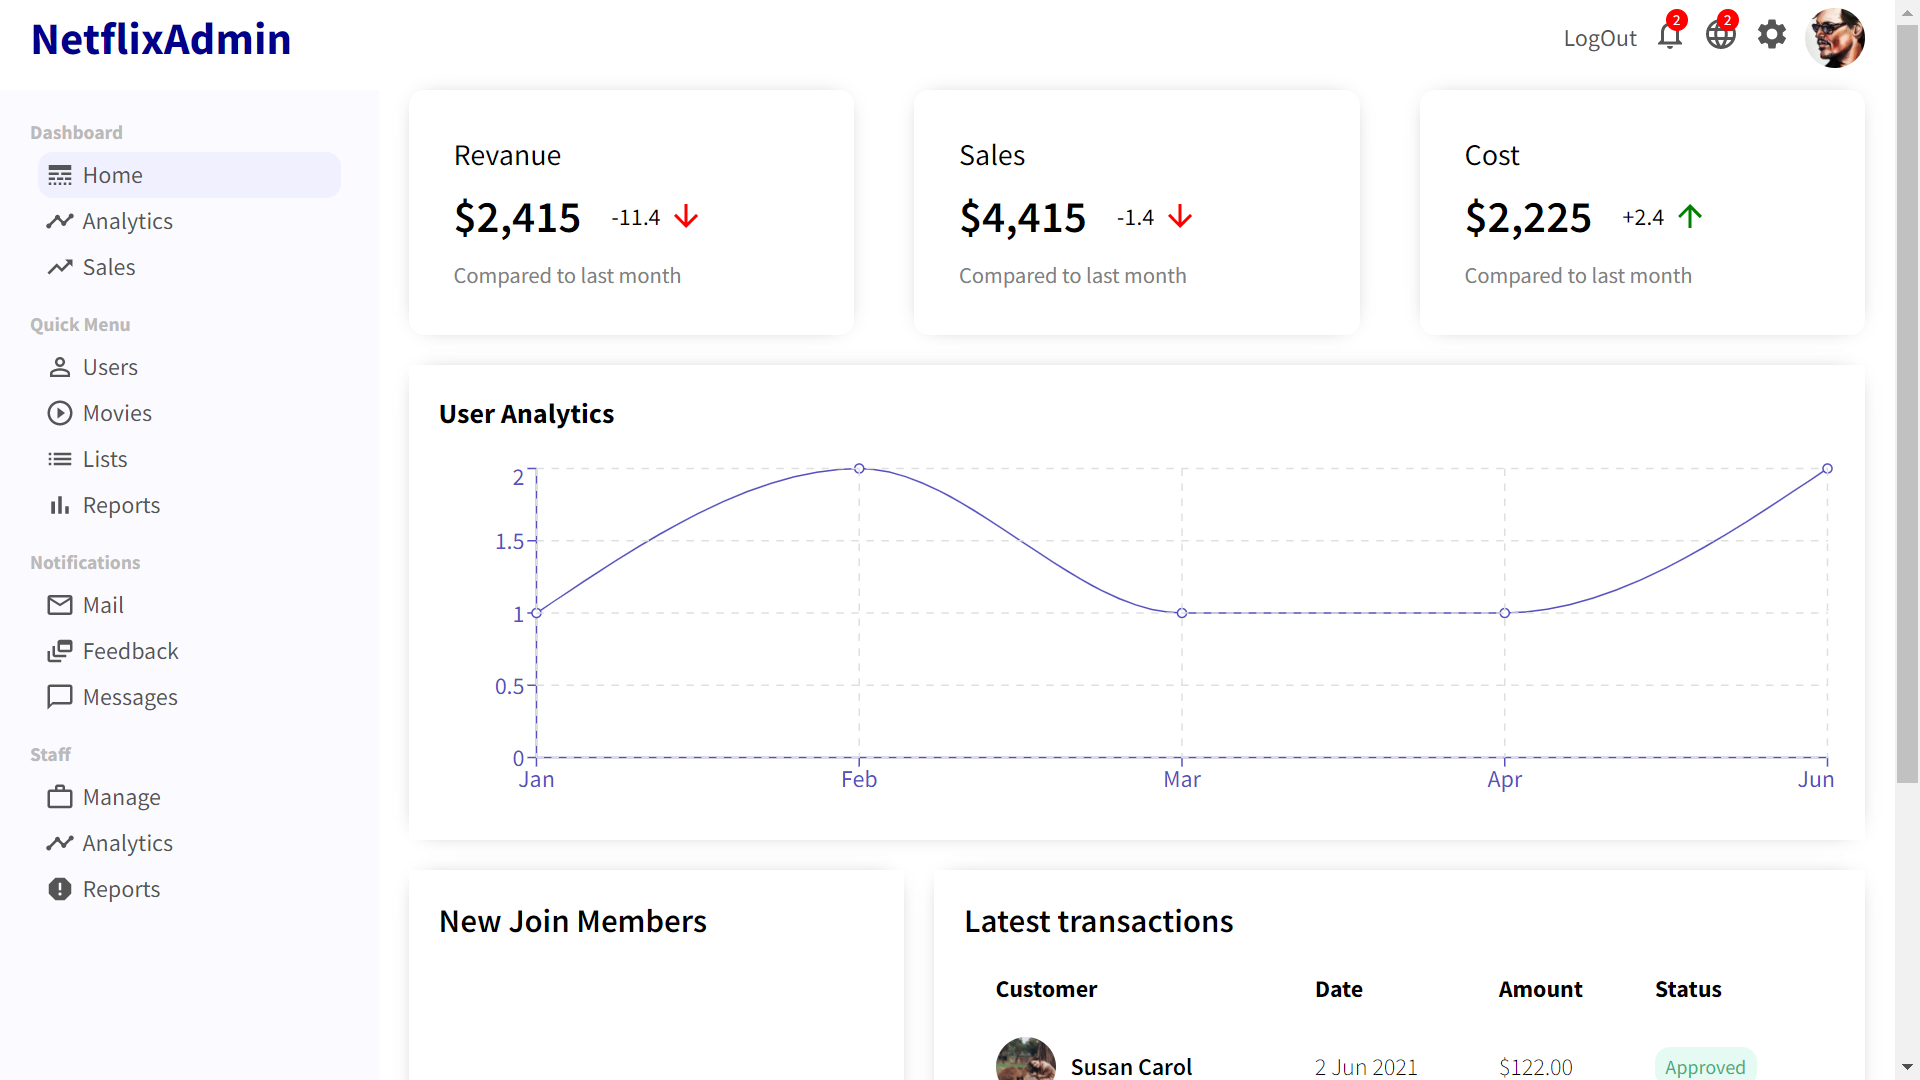 NetflixAdmin
LogOut
2
2
Dashboard
Home
Analytics
Sales
Quick Menu
Users
Movies
Lists
Reports
Notifications
Mail
Feedback
Messages
Staff
Manage
Analytics
Reports
Revanue
$2,415 -11.4
Compared to last month
Sales
$4,415 -1.4
Compared to last month
Cost
$2,225 +2.4
Compared to last month
User Analytics
2
1.5
1
0.5
0
Jan Feb Mar Apr Jun
New Join Members
Latest transactions
Customer Date Amount Status
Susan Carol 2 Jun 2021 $122.00 Approved